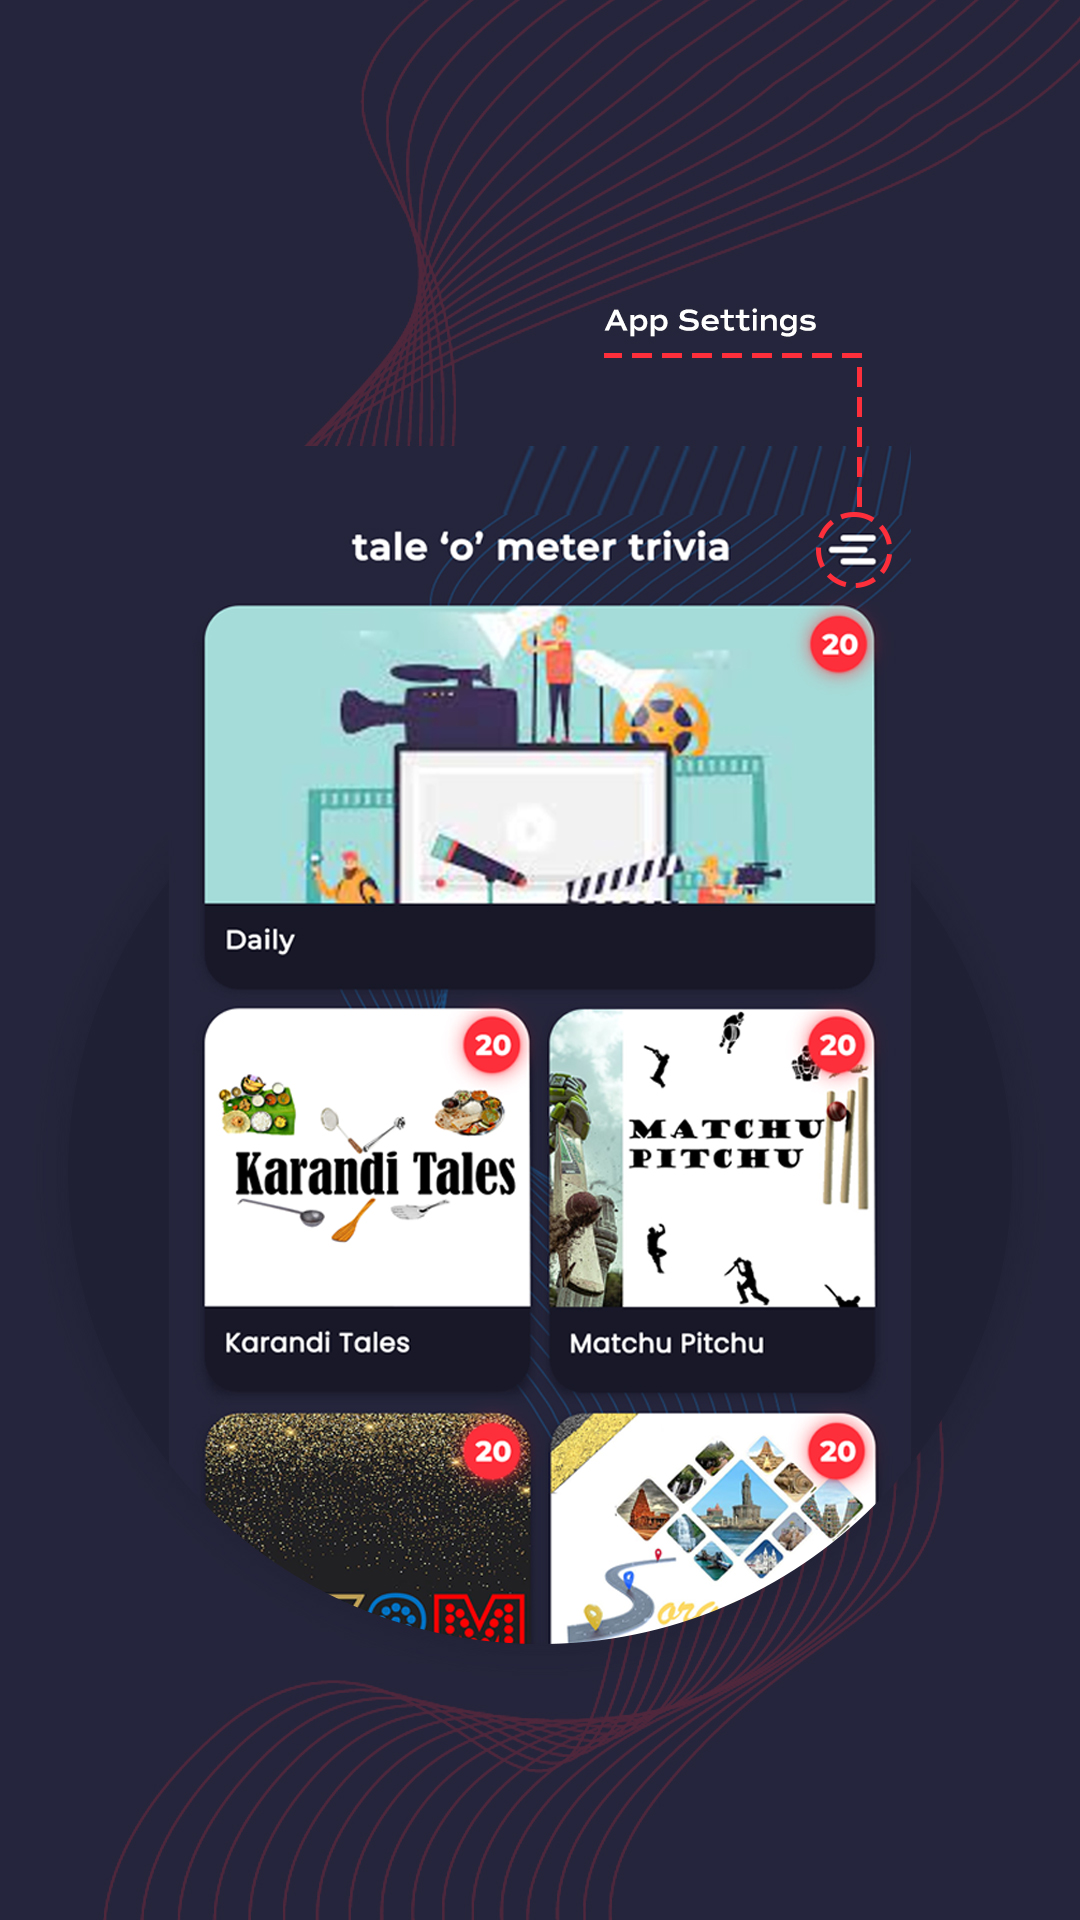 App Settings
tale ‘o’ meter trivia
20
Daily
20
20
Karandi Tales
MATCHU
PITCHU
Karandi Tales
Matchu Pitchu
20
20